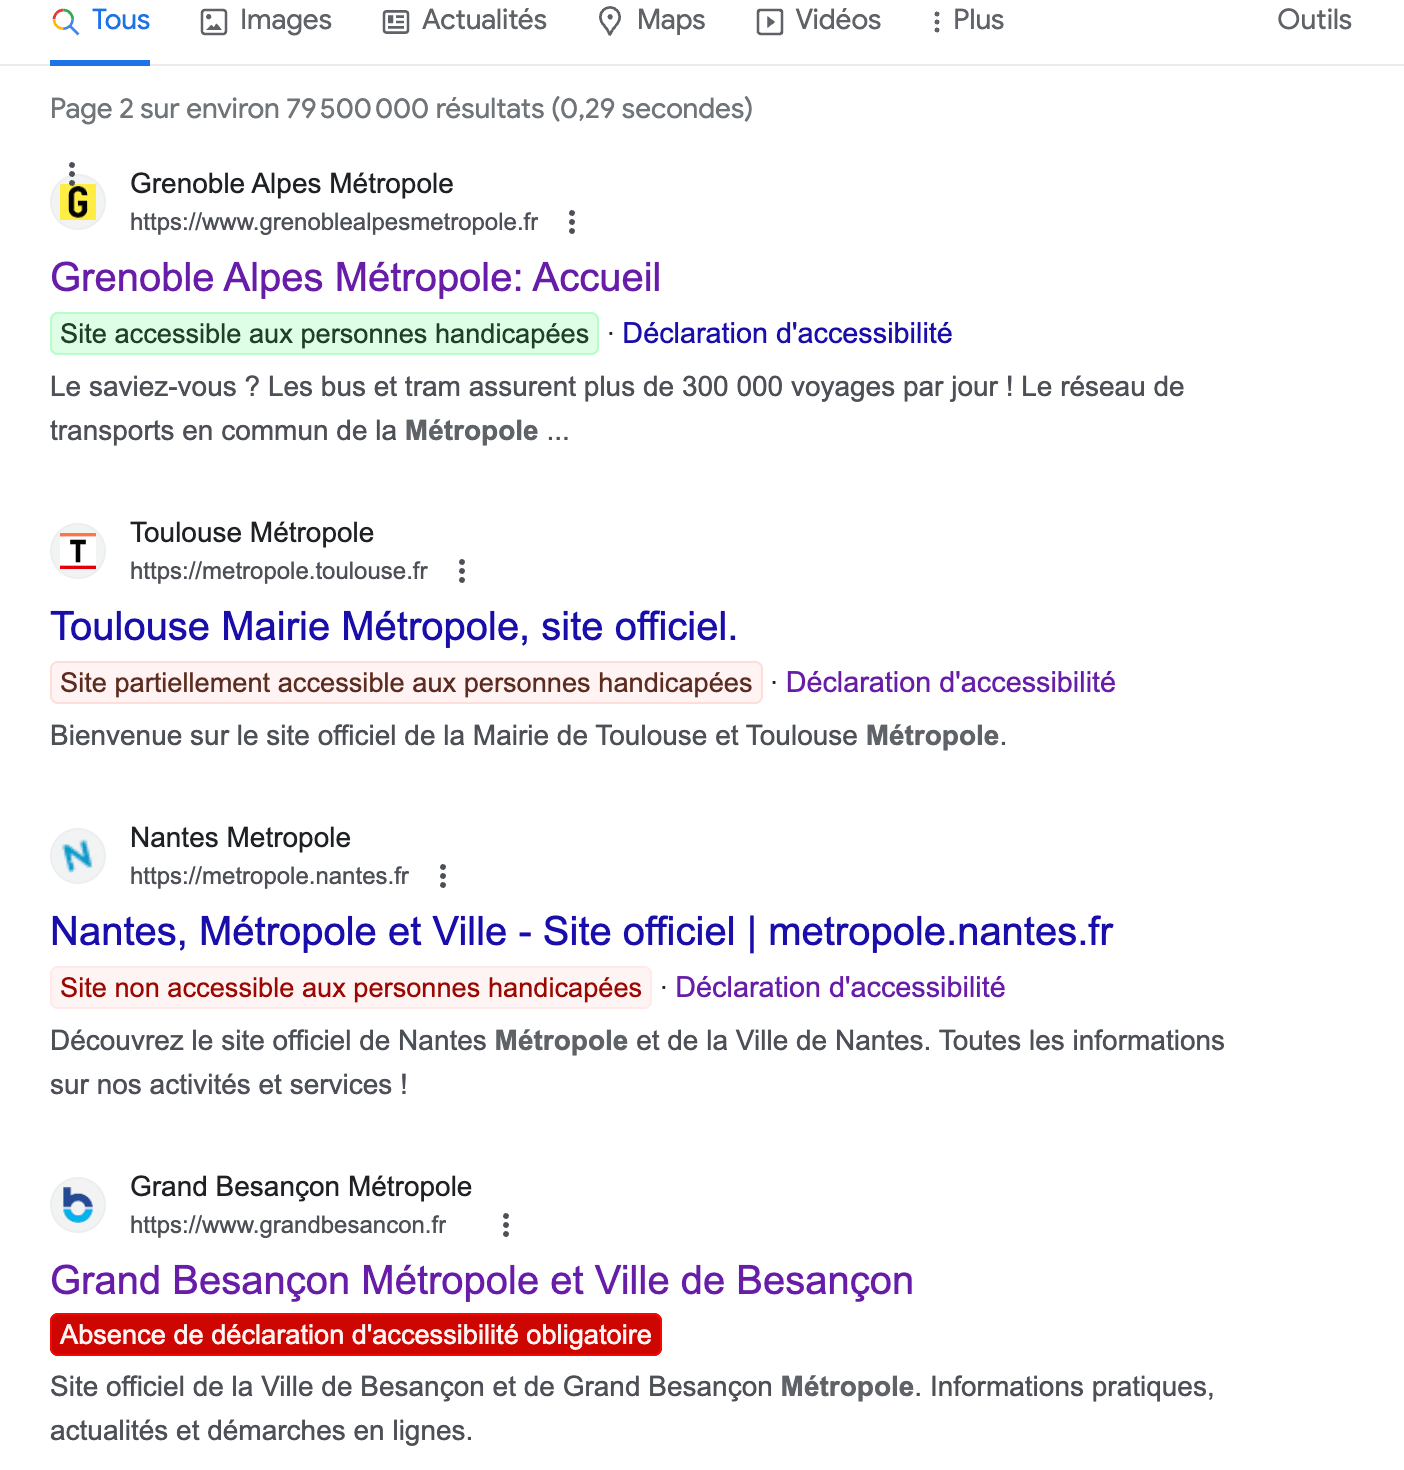 Tous Images Actualités Maps Vidéos Plus Outils
Page 2 sur environ 79 500 000 résultats (0,29 secondes)
G
Grenoble Alpes Métropole
https://www.grenoblealpesmetropole.fr
Grenoble Alpes Métropole: Accueil
Site accessible aux personnes handicapées · Déclaration d'accessibilité
Le saviez-vous ? Les bus et tram assurent plus de 300 000 voyages par jour ! Le réseau de
transports en commun de la Métropole ...
T
Toulouse Métropole
https://metropole.toulouse.fr
Toulouse Mairie Métropole, site officiel.
Site partiellement accessible aux personnes handicapées · Déclaration d'accessibilité
Bienvenue sur le site officiel de la Mairie de Toulouse et Toulouse Métropole.
N
Nantes Metropole
https://metropole.nantes.fr
Nantes, Métropole et Ville - Site officiel | metropole.nantes.fr
Site non accessible aux personnes handicapées · Déclaration d'accessibilité
Découvrez le site officiel de Nantes Métropole et de la Ville de Nantes. Toutes les informations
sur nos activités et services !
b
Grand Besançon Métropole
https://www.grandbesancon.fr
Grand Besançon Métropole et Ville de Besançon
Absence de déclaration d'accessibilité obligatoire
Site officiel de la Ville de Besançon et de Grand Besançon Métropole. Informations pratiques,
actualités et démarches en lignes.